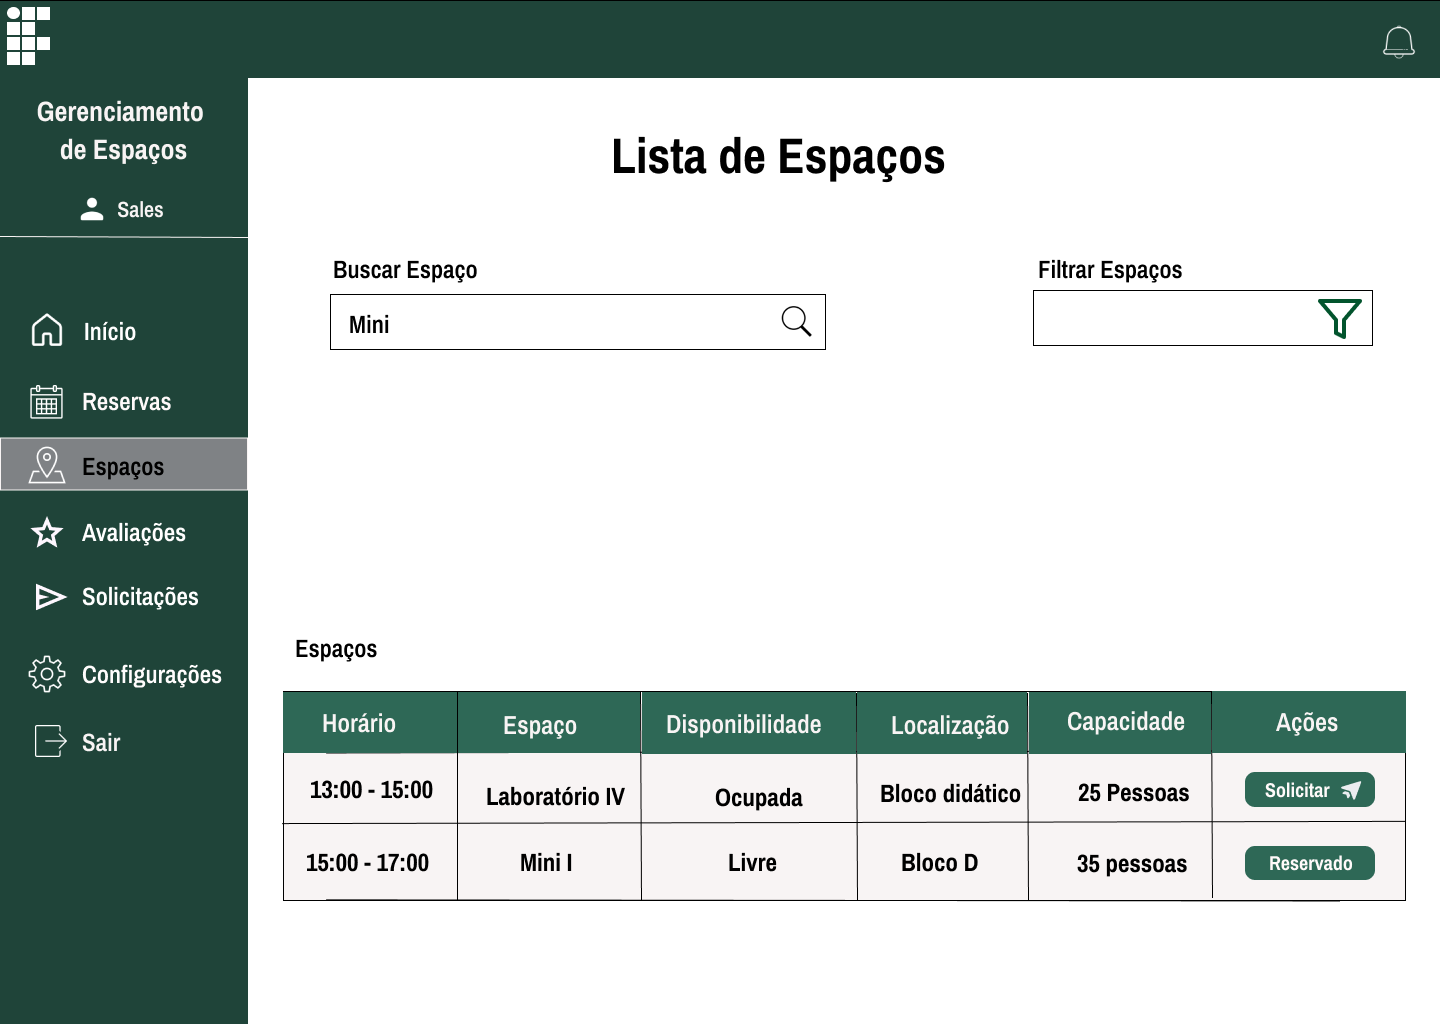 Gerenciamento
de Espaços
Sales
Início
Reservas
Espaços
Avaliações
Solicitações
Configurações
Sair
Lista de Espaços
Buscar Espaço
Mini
Filtrar Espaços
Espaços
Horário Espaço Disponibilidade Localização Capacidade Ações
13:00 - 15:00 Laboratório IV Ocupada Bloco didático 25 Pessoas Solicitar
15:00 - 17:00 Mini I Livre Bloco D 35 pessoas Reservado